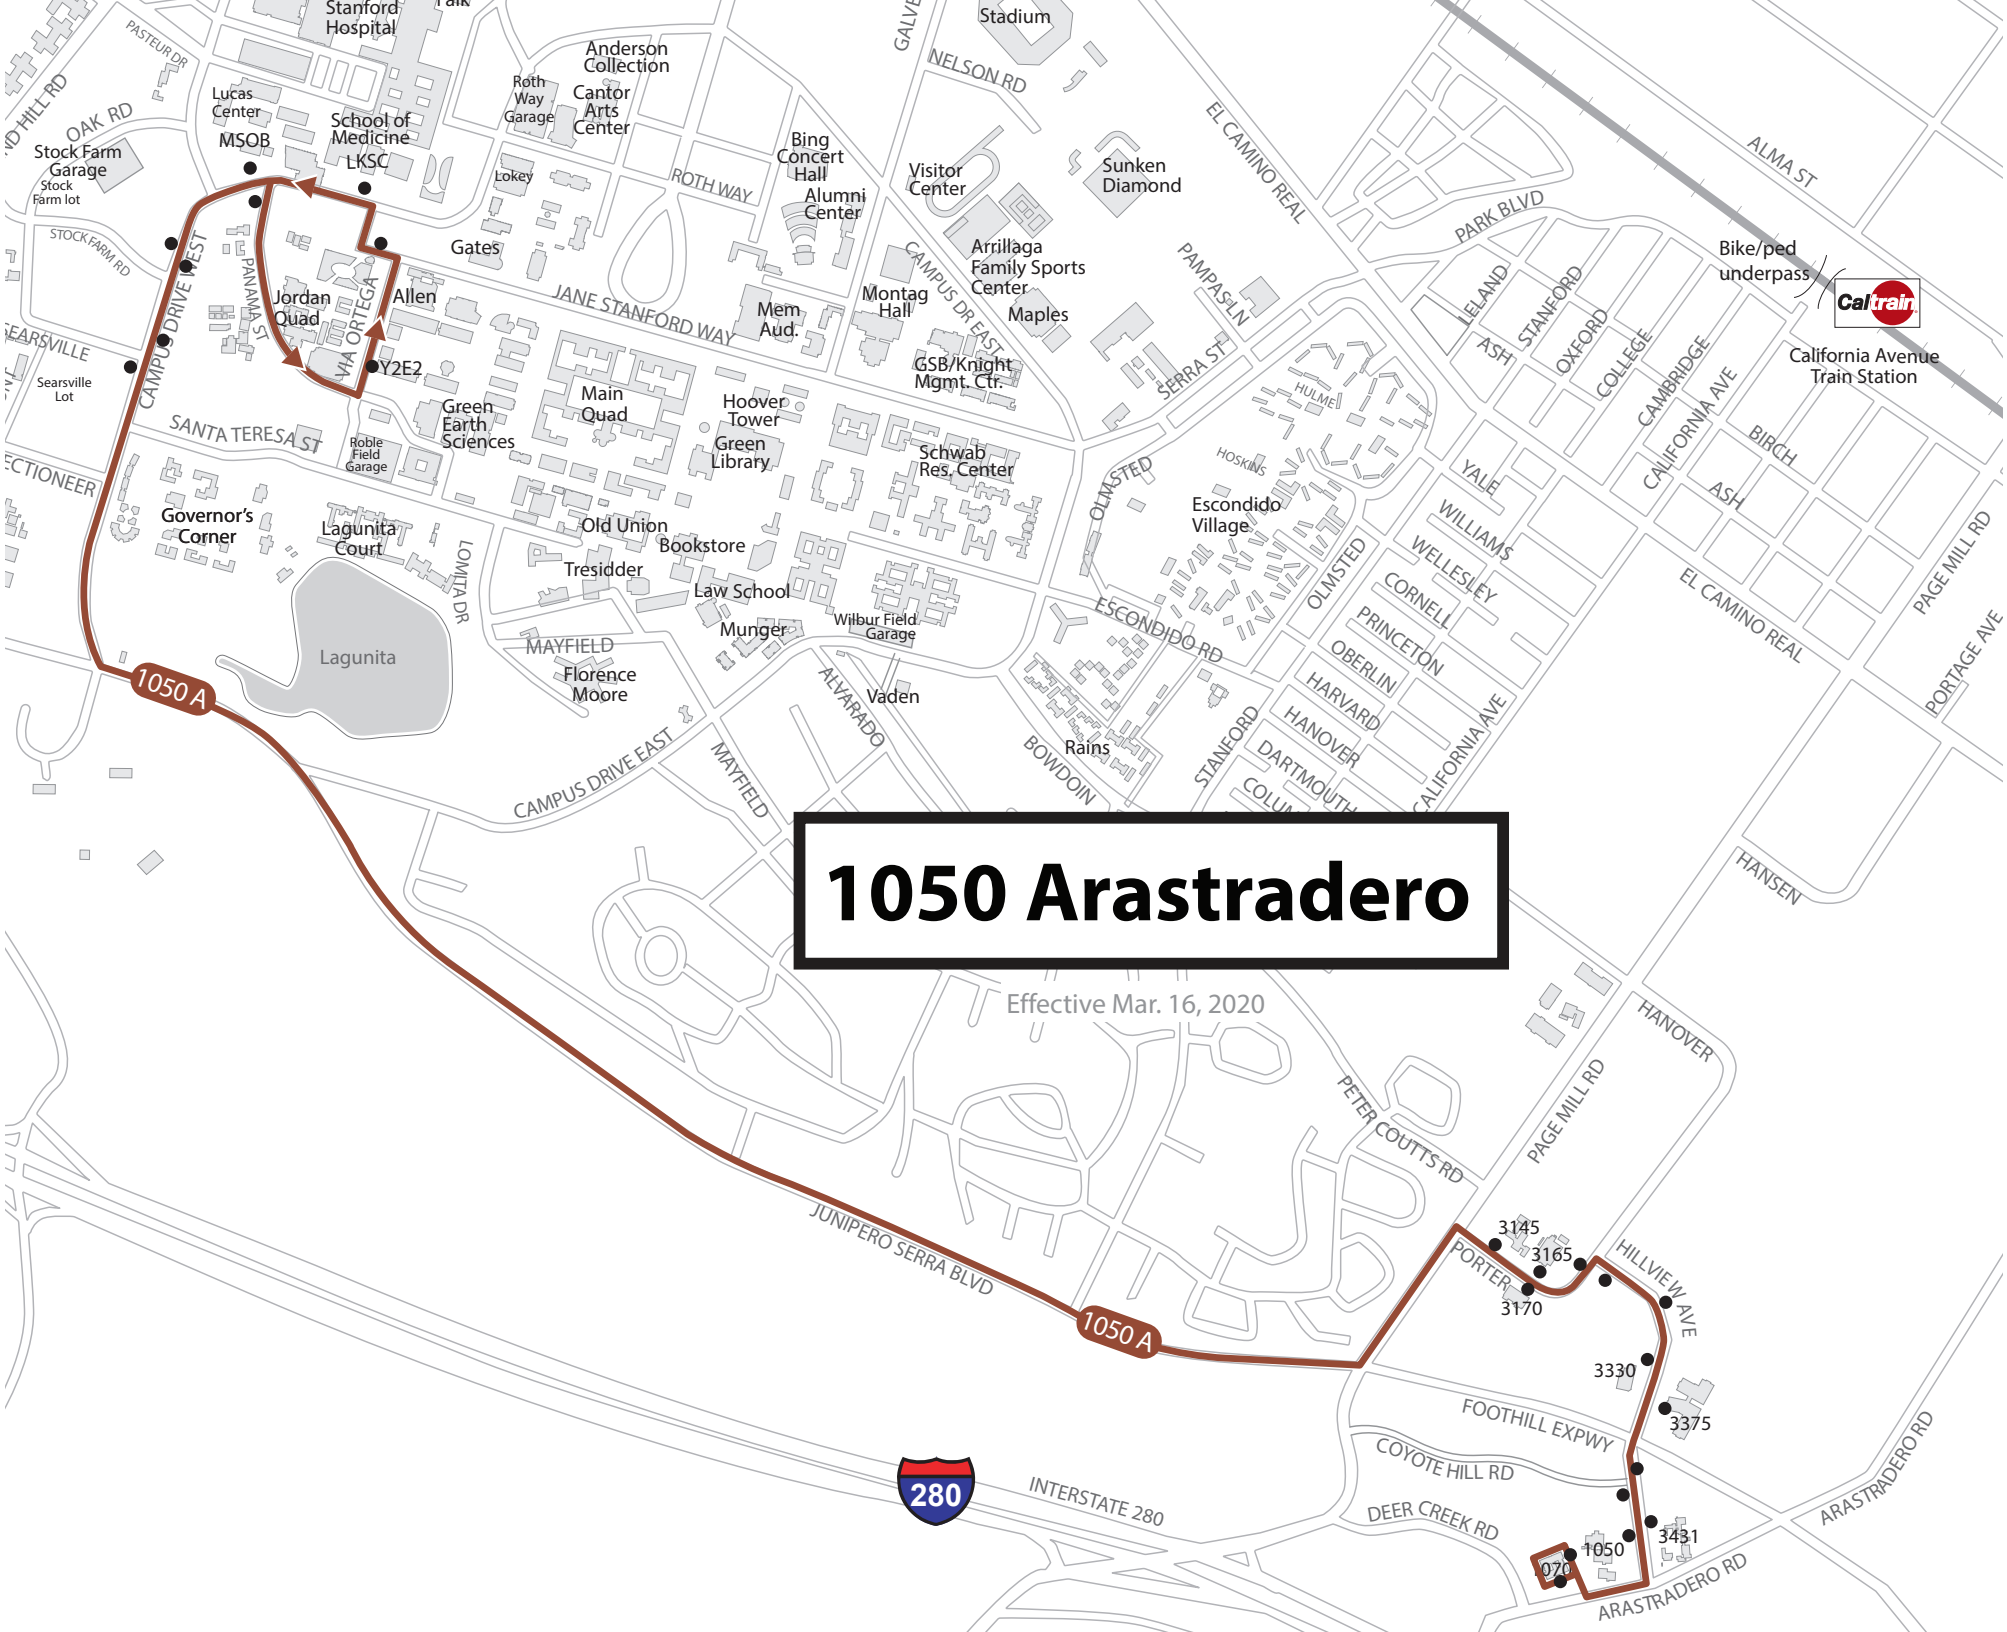 Stanford
Hospital
PASTEUR DR
OAK RD
Stock Farm
Garage
Stock
Farm lot
STOCK FARM RD
Lucas
Center
MSOB
School of
Medicine
LKSC
Roth
Way
Garage
Anderson
Collection
Cantor
Arts
Center
Lokey
ROTH WAY
Bing
Concert
Hall
Alumni
Center
NELSON RD
Stadium
Visitor
Center
Sunken
Diamond
Arrillaga
Family Sports
Center
Maples
EL CAMINO REAL
PARK BLVD
ALMA ST
Bike/ped
underpass
Caltrain
California Avenue
Train Station
PAMPAS LN
LELAND
STANFORD
OXFORD
COLLEGE
CAMBRIDGE
CALIFORNIA AVE
ASH
BIRCH
ASH
PAGE MILL RD
PORTAGE AVE
EL CAMINO REAL
Gates
JANE STANFORD WAY
CAMPUS DR EAST
Montag
Hall
Mem
Aud.
GSB/Knight
Mgmt. Ctr.
SERRA ST
HULME
HOSKINS
CAMPUS DRIVE WEST
PANAMA ST
Jordan
Quad
VIA ORTEGA
Allen
Y2E2
Searsville
Lot
SANTA TERESA ST
Roble
Field
Garage
Green
Earth
Sciences
Main
Quad
Hoover
Tower
Green
Library
Schwab
Res. Center
OLMSTED
Escondido
Village
OLMSTED
YALE
WILLIAMS
WELLESLEY
CORNELL
PRINCETON
OBERLIN
HARVARD
HANOVER
DARTMOUTH
STANFORD
CALIFORNIA AVE
Governor's
Corner
Lagunita
Court
LOMITA DR
Old Union
Bookstore
Tresidder
Law School
Munger
Wilbur Field
Garage
ESCONDIDO RD
Lagunita
MAYFIELD
Florence
Moore
ALVARADO
Vaden
Rains
BOWDOIN
1050 A
CAMPUS DRIVE EAST
MAYFIELD
1050 Arastradero
Effective Mar. 16, 2020
HANSEN
HANOVER
PAGE MILL RD
PETER COUTTS RD
JUNIPERO SERRA BLVD
1050 A
3145
3165
3170
PORTER
HILLVIEW AVE
3330
3375
FOOTHILL EXPWY
COYOTE HILL RD
DEER CREEK RD
280
INTERSTATE 280
1050
3431
ARASTRADERO RD
ARASTRADERO RD